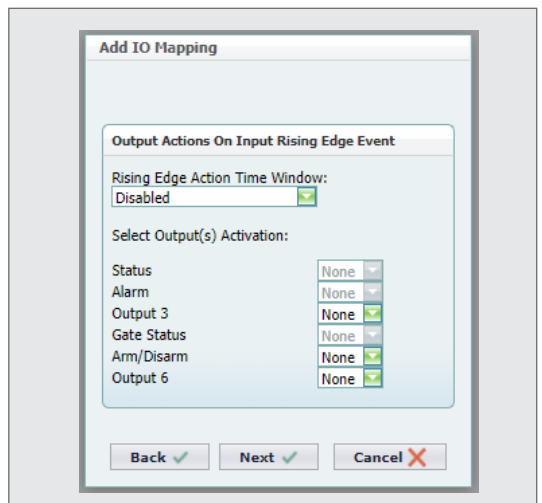 Add IO Mapping
Output Actions On Input Rising Edge Event
Rising Edge Action Time Window:
Disabled
Select Output(s) Activation:
Status None
Alarm None
Output 3 None
Gate Status None
Arm/Disarm None
Output 6 None
Back Next Cancel